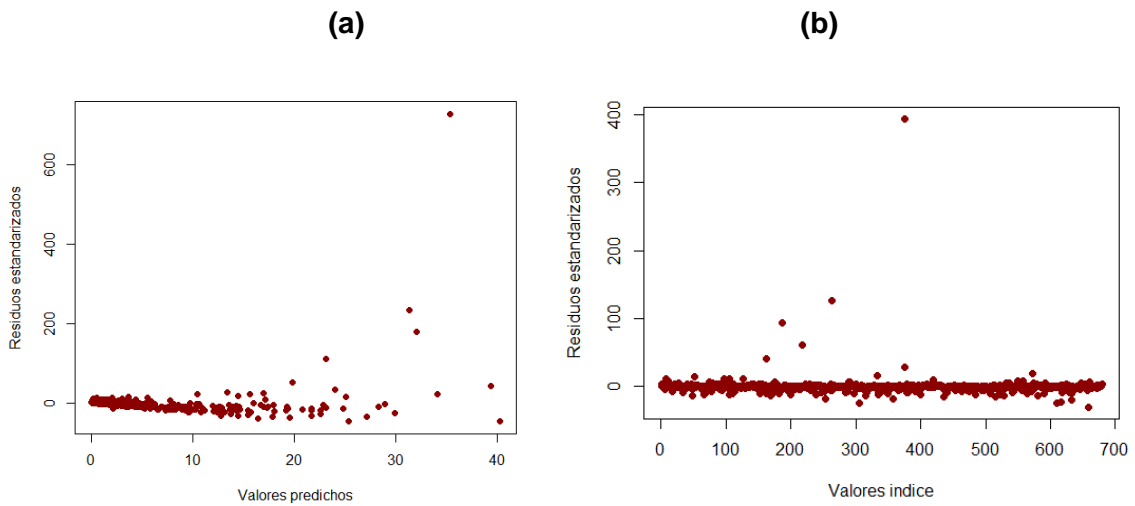 (a)
Residuos estandarizados
600
400
200
0
0 10 20 30 40
Valores predichos
(b)
Residuos estandarizados
400
300
200
100
0
0 100 200 300 400 500 600 700
Valores indice